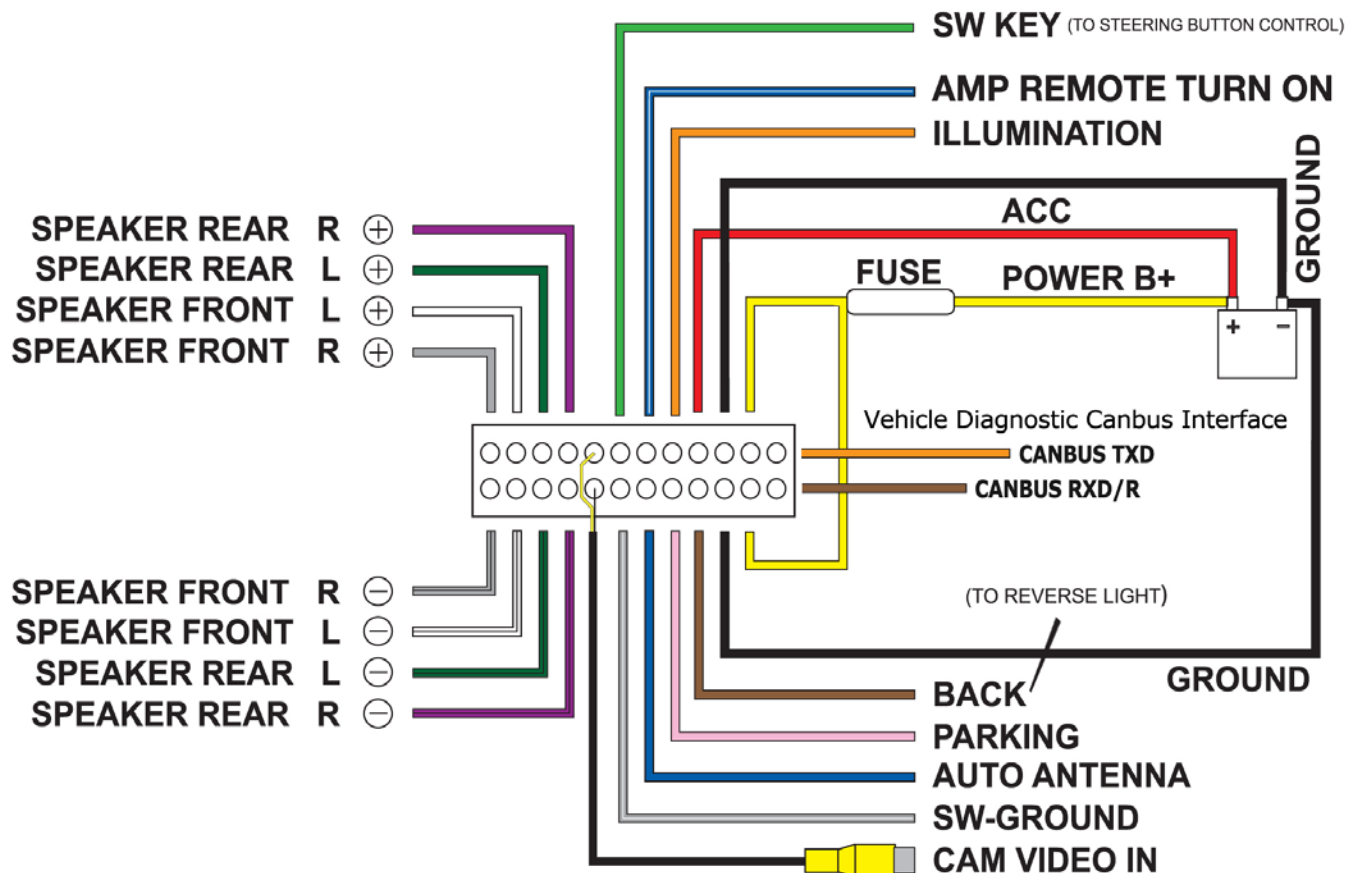 SW KEY (TO STEERING BUTTON CONTROL)
AMP REMOTE TURN ON
ILLUMINATION
GROUND
ACC
FUSE
POWER B+
+ −
SPEAKER REAR R +
SPEAKER REAR L +
SPEAKER FRONT L +
SPEAKER FRONT R +
Vehicle Diagnostic Canbus Interface
CANBUS TXD
CANBUS RXD/R
SPEAKER FRONT R −
SPEAKER FRONT L −
SPEAKER REAR L −
SPEAKER REAR R −
(TO REVERSE LIGHT)
GROUND
BACK
PARKING
AUTO ANTENNA
SW-GROUND
CAM VIDEO IN